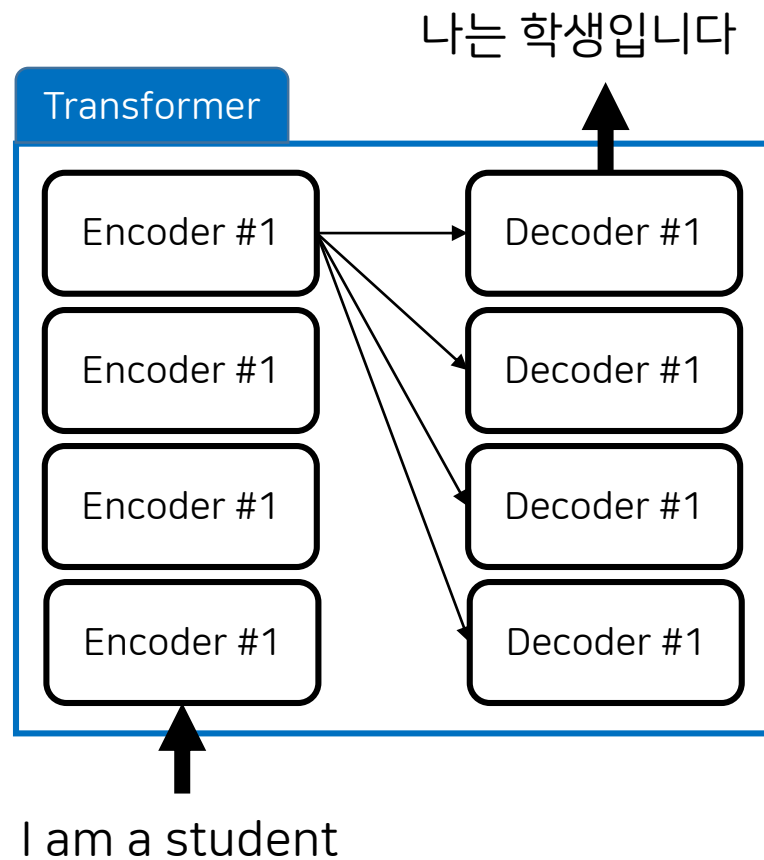 나는 학생입니다
Transformer
Encoder #1
Decoder #1
Encoder #1
Decoder #1
Encoder #1
Decoder #1
Encoder #1
Decoder #1
I am a student